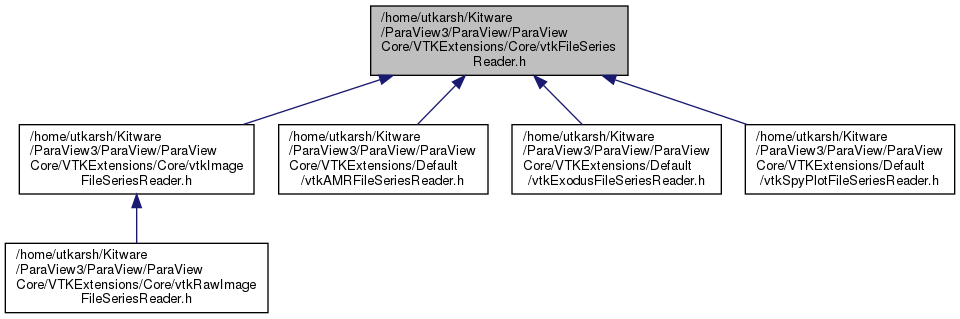 /home/utkarsh/Kitware
/ParaView3/ParaView/ParaView
Core/VTKExtensions/Core/vtkFileSeries
Reader.h
/home/utkarsh/Kitware
/ParaView3/ParaView/ParaView
Core/VTKExtensions/Core/vtkImage
FileSeriesReader.h
/home/utkarsh/Kitware
/ParaView3/ParaView/ParaView
Core/VTKExtensions/Default
/vtkAMRFileSeriesReader.h
/home/utkarsh/Kitware
/ParaView3/ParaView/ParaView
Core/VTKExtensions/Default
/vtkExodusFileSeriesReader.h
/home/utkarsh/Kitware
/ParaView3/ParaView/ParaView
Core/VTKExtensions/Default
/vtkSpyPlotFileSeriesReader.h
/home/utkarsh/Kitware
/ParaView3/ParaView/ParaView
Core/VTKExtensions/Core/vtkRawImage
FileSeriesReader.h